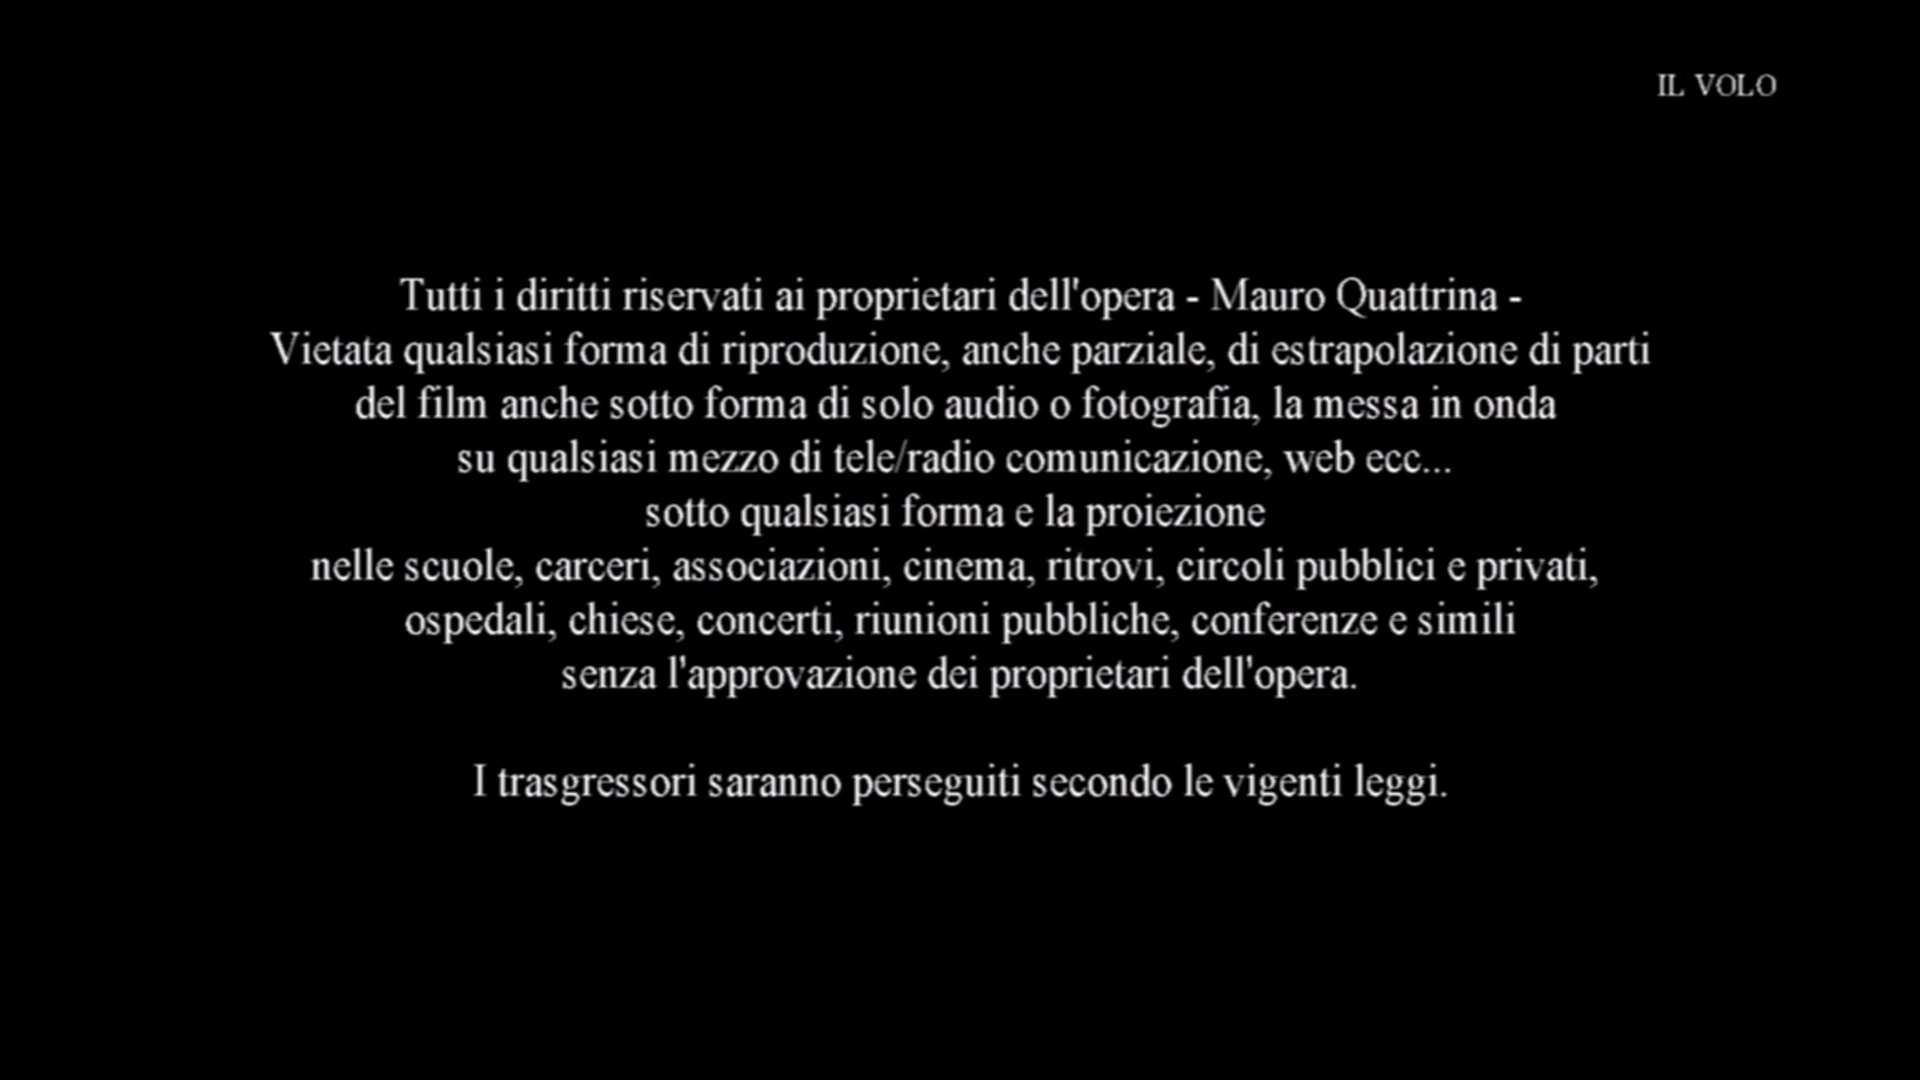 IL VOLO
Tutti i diritti riservati ai proprietari dell'opera - Mauro Quattrina -
Vietata qualsiasi forma di riproduzione, anche parziale, di estrapolazione di parti
del film anche sotto forma di solo audio o fotografia, la messa in onda
su qualsiasi mezzo di tele/radio comunicazione, web ecc...
sotto qualsiasi forma e la proiezione
nelle scuole, carceri, associazioni, cinema, ritrovi, circoli pubblici e privati,
ospedali, chiese, concerti, riunioni pubbliche, conferenze e simili
senza l'approvazione dei proprietari dell'opera.
I trasgressori saranno perseguiti secondo le vigenti leggi.